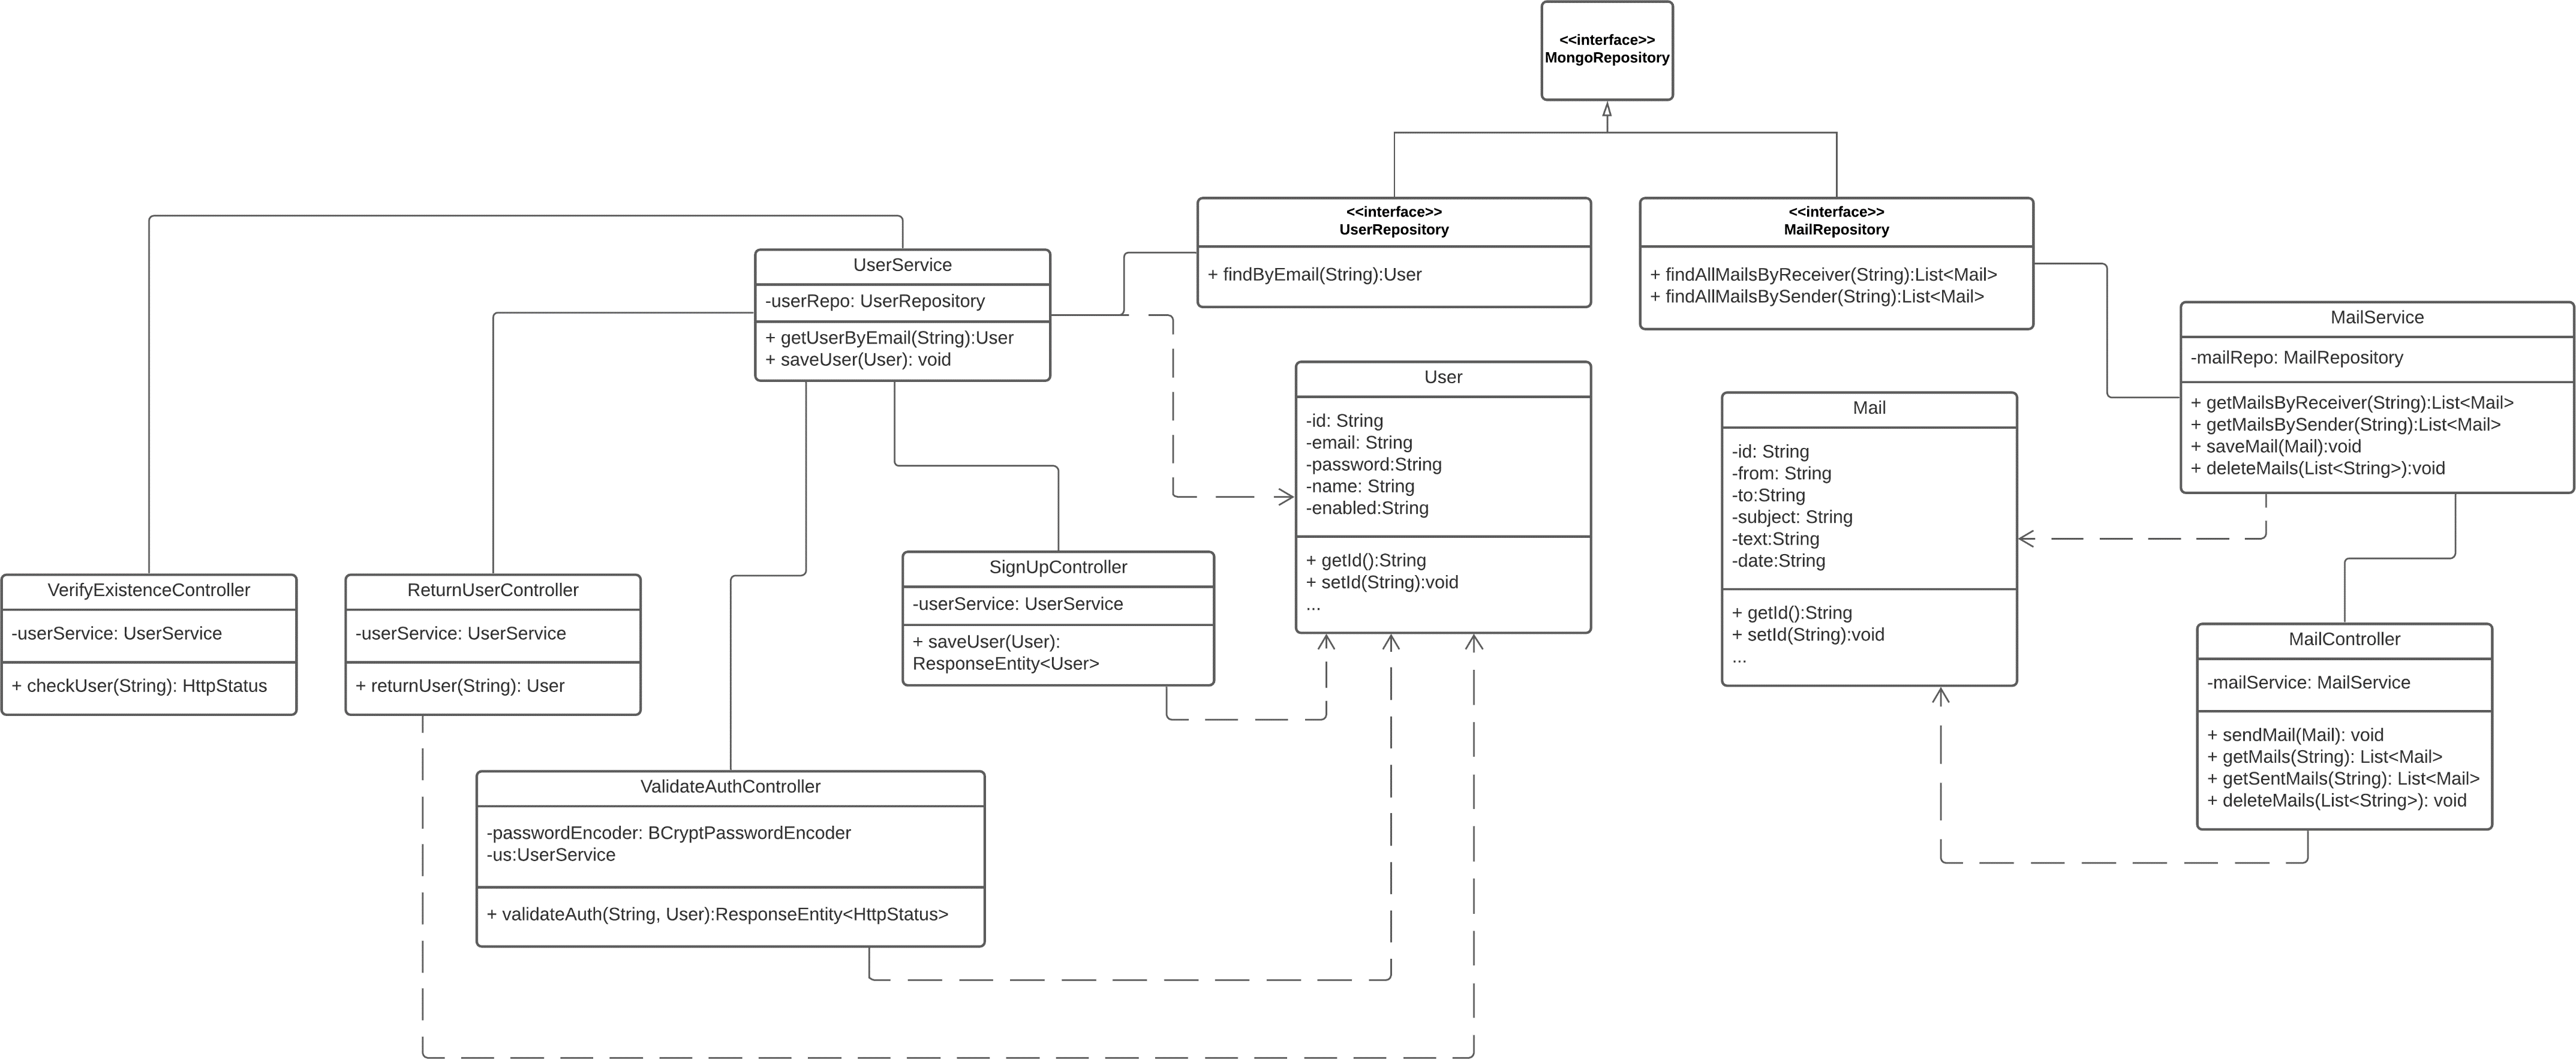 <<interface>>
MongoRepository
<<interface>>
UserRepository
+ findByEmail(String):User
<<interface>>
MailRepository
+ findAllMailsByReceiver(String):List<Mail>
+ findAllMailsBySender(String):List<Mail>
UserService
-userRepo: UserRepository
+ getUserByEmail(String):User
+ saveUser(User): void
MailService
-mailRepo: MailRepository
+ getMailsByReceiver(String):List<Mail>
+ getMailsBySender(String):List<Mail>
+ saveMail(Mail):void
+ deleteMails(List<String>):void
User
-id: String
-email: String
-password:String
-name: String
-enabled:String
+ getId():String
+ setId(String):void
...
Mail
-id: String
-from: String
-to:String
-subject: String
-text:String
-date:String
+ getId():String
+ setId(String):void
...
VerifyExistenceController
-userService: UserService
+ checkUser(String): HttpStatus
ReturnUserController
-userService: UserService
+ returnUser(String): User
SignUpController
-userService: UserService
+ saveUser(User):
ResponseEntity<User>
MailController
-mailService: MailService
+ sendMail(Mail): void
+ getMails(String): List<Mail>
+ getSentMails(String): List<Mail>
+ deleteMails(List<String>): void
ValidateAuthController
-passwordEncoder: BCryptPasswordEncoder
-us:UserService
+ validateAuth(String, User):ResponseEntity<HttpStatus>